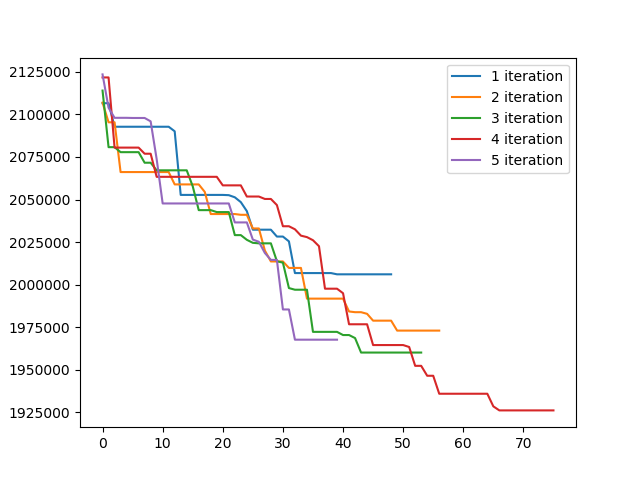 2125000
2100000
2075000
2050000
2025000
2000000
1975000
1950000
1925000
0 10 20 30 40 50 60 70
1 iteration
2 iteration
3 iteration
4 iteration
5 iteration